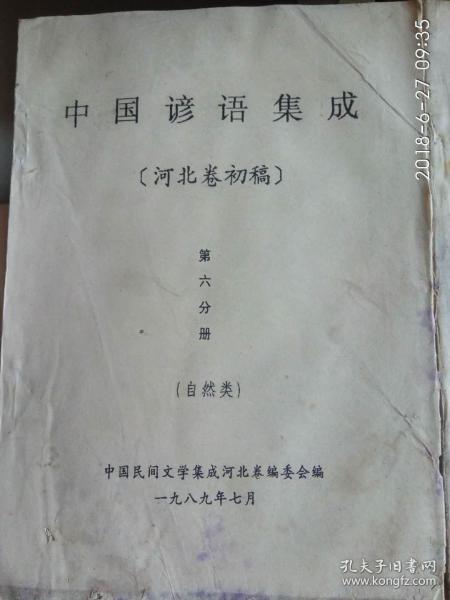 中国谚语集成
〔河北卷初稿〕
第
六
分
册
(自然类)
中国民间文学集成河北卷编委会编
一九八九年七月
2018-6-27 09:35
孔夫子旧书网
www.kongfz.com